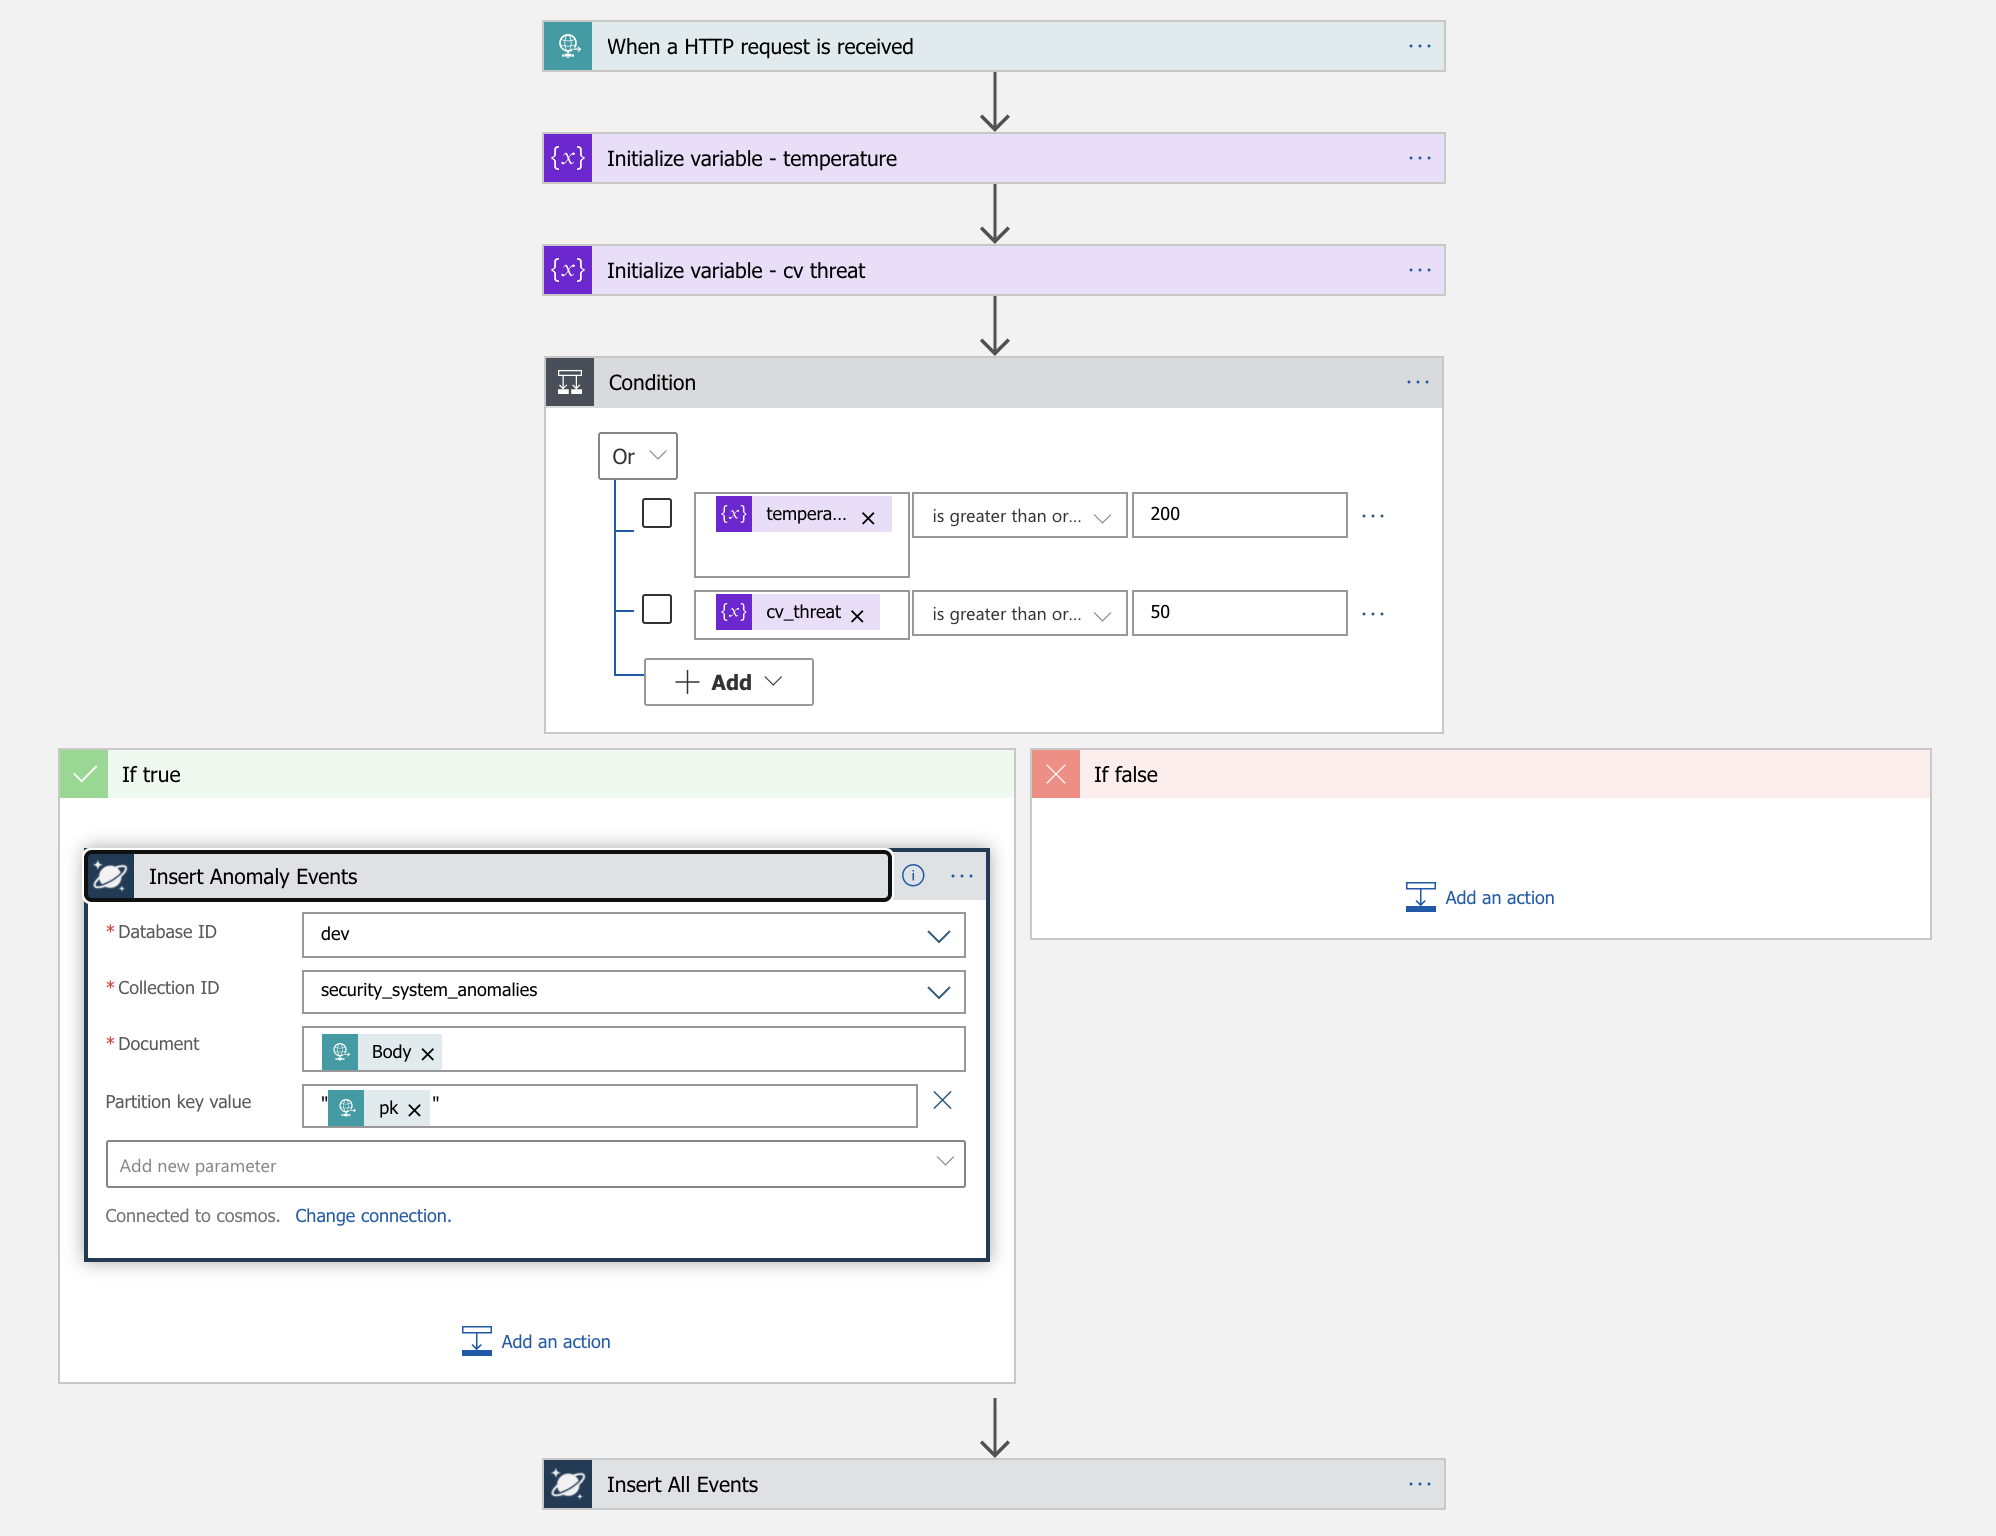 When a HTTP request is received
{x} Initialize variable - temperature
{x} Initialize variable - cv threat
Condition
Or
{x} tempera... is greater than or... 200
{x} cv_threat is greater than or... 50
Add
If true
If false
Insert Anomaly Events
Add an action
* Database ID dev
* Collection ID security_system_anomalies
* Document Body
Partition key value " pk "
Add new parameter
Connected to cosmos. Change connection.
Add an action
Insert All Events